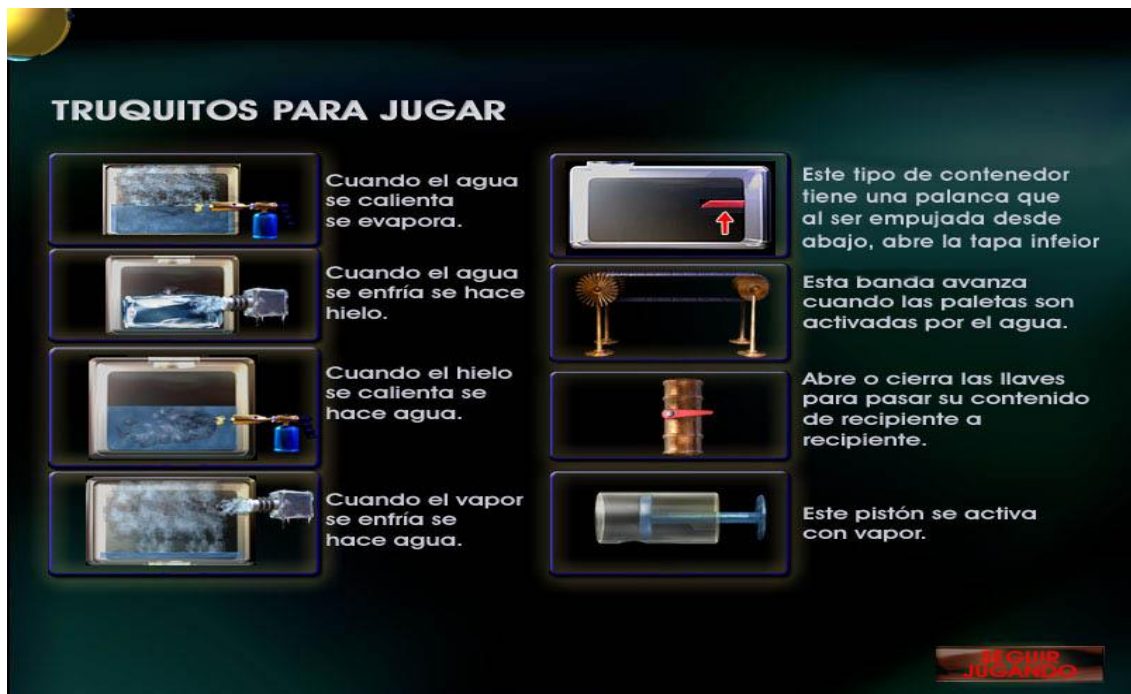 TRUQUITOS PARA JUGAR
Cuando el agua
se calienta
se evapora.
Cuando el agua
se enfría se hace
hielo.
Cuando el hielo
se calienta se
hace agua.
Cuando el vapor
se enfría se
hace agua.
Este tipo de contenedor
tiene una palanca que
al ser empujada desde
abajo, abre la tapa infeior
Esta banda avanza
cuando las paletas son
activadas por el agua.
Abre o cierra las llaves
para pasar su contenido
de recipiente a
recipiente.
Este pistón se activa
con vapor.
SEGUIR
JUGANDO